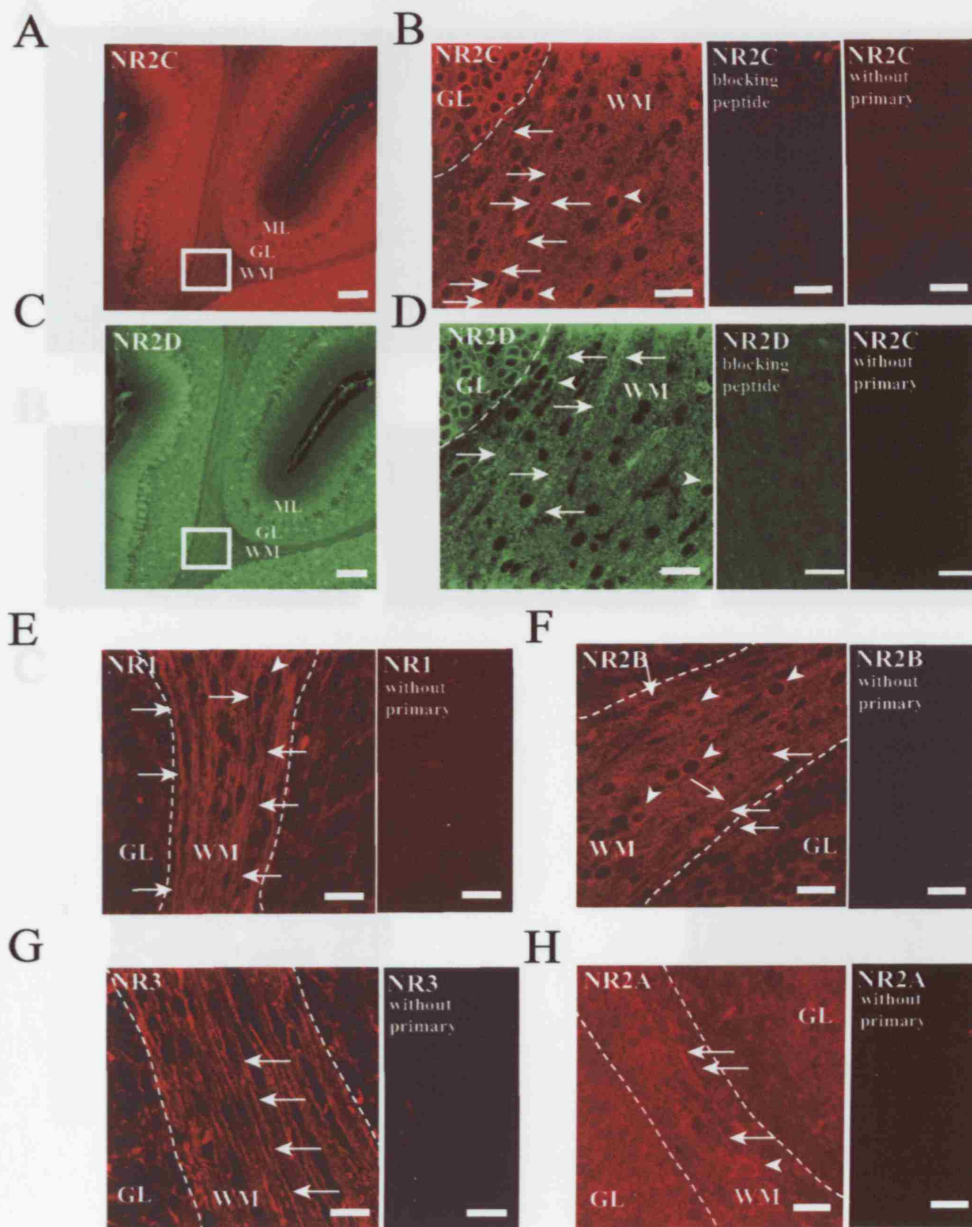 A
NR2C
ML
GL
WM
B
NR2C
GL
WM
NR2C
blocking
peptide
NR2C
without
primary
C
NR2D
ML
GL
WM
D
NR2D
GL
WM
NR2D
blocking
peptide
NR2C
without
primary
E
NR1
GL
WM
NR1
without
primary
F
NR2B
WM
GL
NR2B
without
primary
G
NR3
GL
WM
NR3
without
primary
H
NR2A
GL
GL
WM
NR2A
without
primary